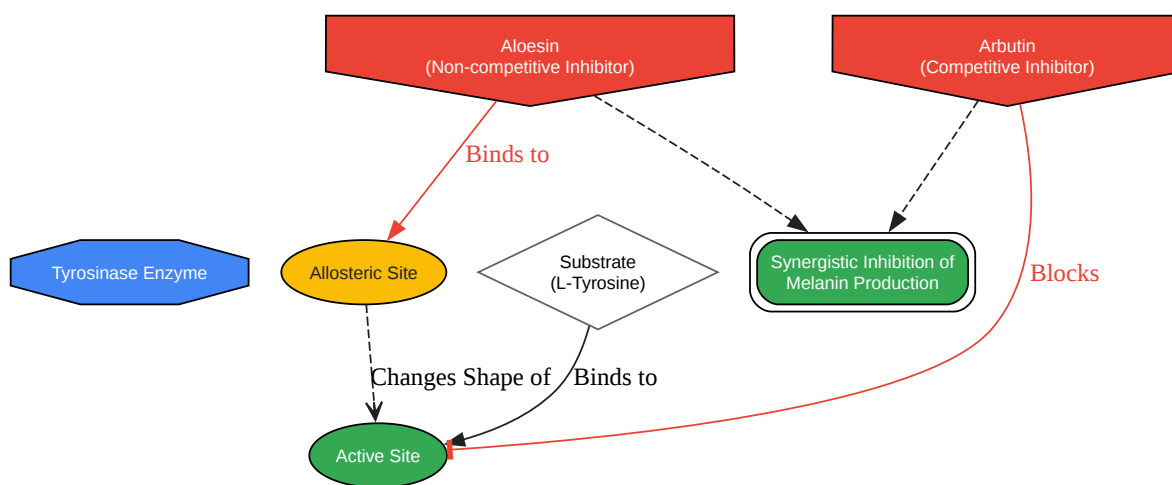 Aloesin
(Non-competitive Inhibitor)
Arbutin
(Competitive Inhibitor)
Binds to
Tyrosinase Enzyme
Allosteric Site
Substrate
(L-Tyrosine)
Synergistic Inhibition of
Melanin Production
Blocks
Changes Shape of
Binds to
Active Site